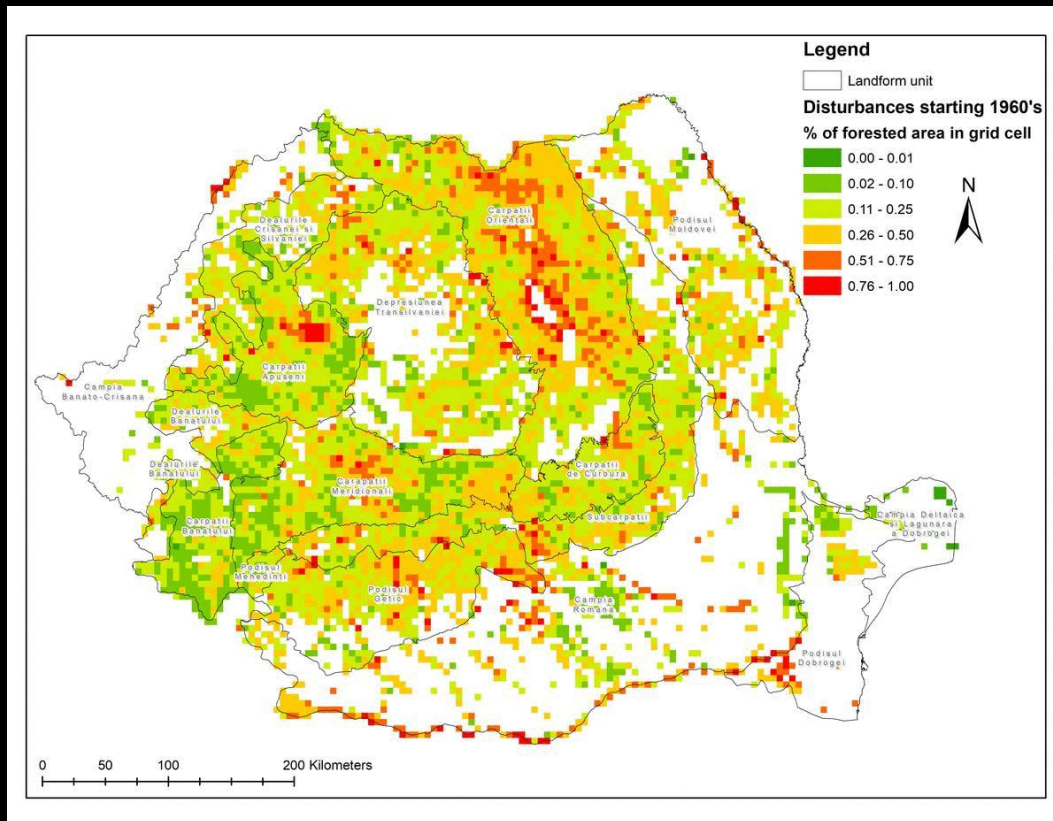 Legend
Landform unit
Disturbances starting 1960's
% of forested area in grid cell
0.00 - 0.01
0.02 - 0.10
0.11 - 0.25
0.26 - 0.50
0.51 - 0.75
0.76 - 1.00
N
Carpatii
Orientali
Podisul
Moldovei
Dealurile
Crisanei si
Silvaniei
Depresiunea
Transilvaniei
Carpatii
Apuseni
Campia
Banato-Crisana
Dealurile
Banatului
Dealurile
Banatului
Carapatii
Meridionali
Carpatii
de Curbura
Subcarpatii
Carpatii
Banatului
Campia Deltaica
si Lagunara
a Dobrogei
Podisul
Mehedinti
Podisul
Getic
Campia
Romana
Podisul
Dobrogei
0 50 100 200 Kilometers